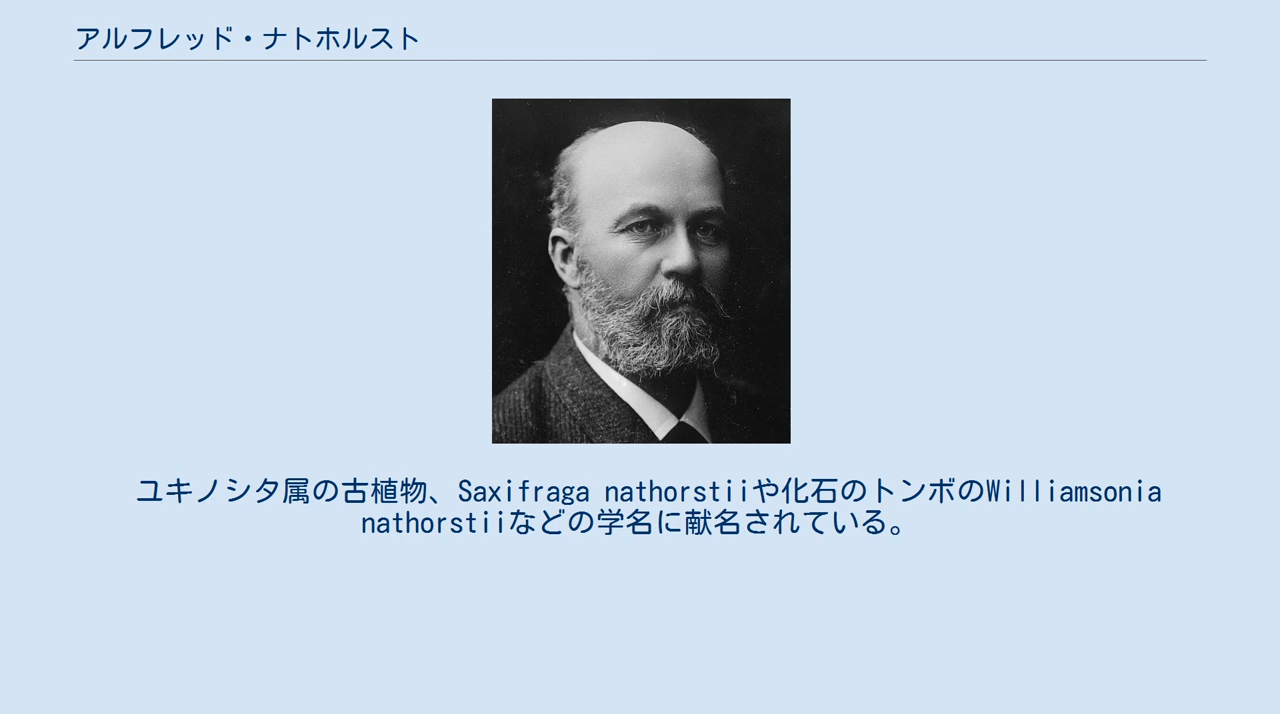 アルフレッド・ナトホルスト
ユキノシタ属の古植物、Saxifraga nathorstiiや化石のトンボのWilliamsonia
nathorstiiなどの学名に献名されている。